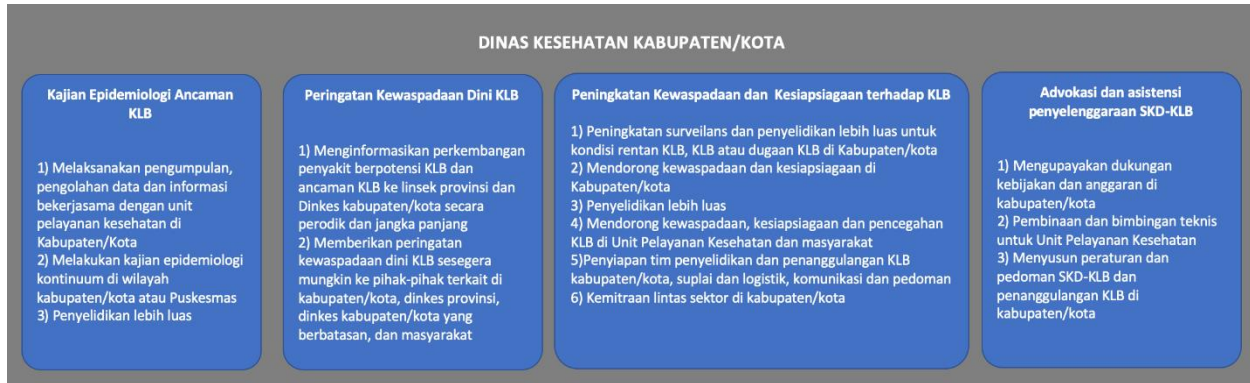 DINAS KESEHATAN KABUPATEN/KOTA
Kajian Epidemiologi Ancaman
KLB
1) Melaksanakan pengumpulan,
pengolahan data dan informasi
bekerjasama dengan unit
pelayanan kesehatan di
Kabupaten/Kota
2) Melakukan kajian epidemiologi
kontinuum di wilayah
kabupaten/kota atau Puskesmas
3) Penyelidikan lebih luas
Peringatan Kewaspadaan Dini KLB
1) Menginformasikan perkembangan
penyakit berpotensi KLB dan
ancaman KLB ke linsek provinsi dan
Dinkes kabupaten/kota secara
perodik dan jangka panjang
2) Memberikan peringatan
kewaspadaan dini KLB sesegera
mungkin ke pihak-pihak terkait di
kabupaten/kota, dinkes provinsi,
dinkes kabupaten/kota yang
berbatasan, dan masyarakat
Peningkatan Kewaspadaan dan Kesiapsiagaan terhadap KLB
1) Peningkatan surveilans dan penyelidikan lebih luas untuk
kondisi rentan KLB, KLB atau dugaan KLB di Kabupaten/kota
2) Mendorong kewaspadaan dan kesiapsiagaan di
Kabupaten/kota
3) Penyelidikan lebih luas
4) Mendorong kewaspadaan, kesiapsiagaan dan pencegahan
KLB di Unit Pelayanan Kesehatan dan masyarakat
5)Penyiapan tim penyelidikan dan penanggulangan KLB
kabupaten/kota, suplai dan logistik, komunikasi dan pedoman
6) Kemitraan lintas sektor di kabupaten/kota
Advokasi dan asistensi
penyelenggaraan SKD-KLB
1) Mengupayakan dukungan
kebijakan dan anggaran di
kabupaten/kota
2) Pembinaan dan bimbingan teknis
untuk Unit Pelayanan Kesehatan
3) Menyusun peraturan dan
pedoman SKD-KLB dan
penanggulangan KLB di
kabupaten/kota